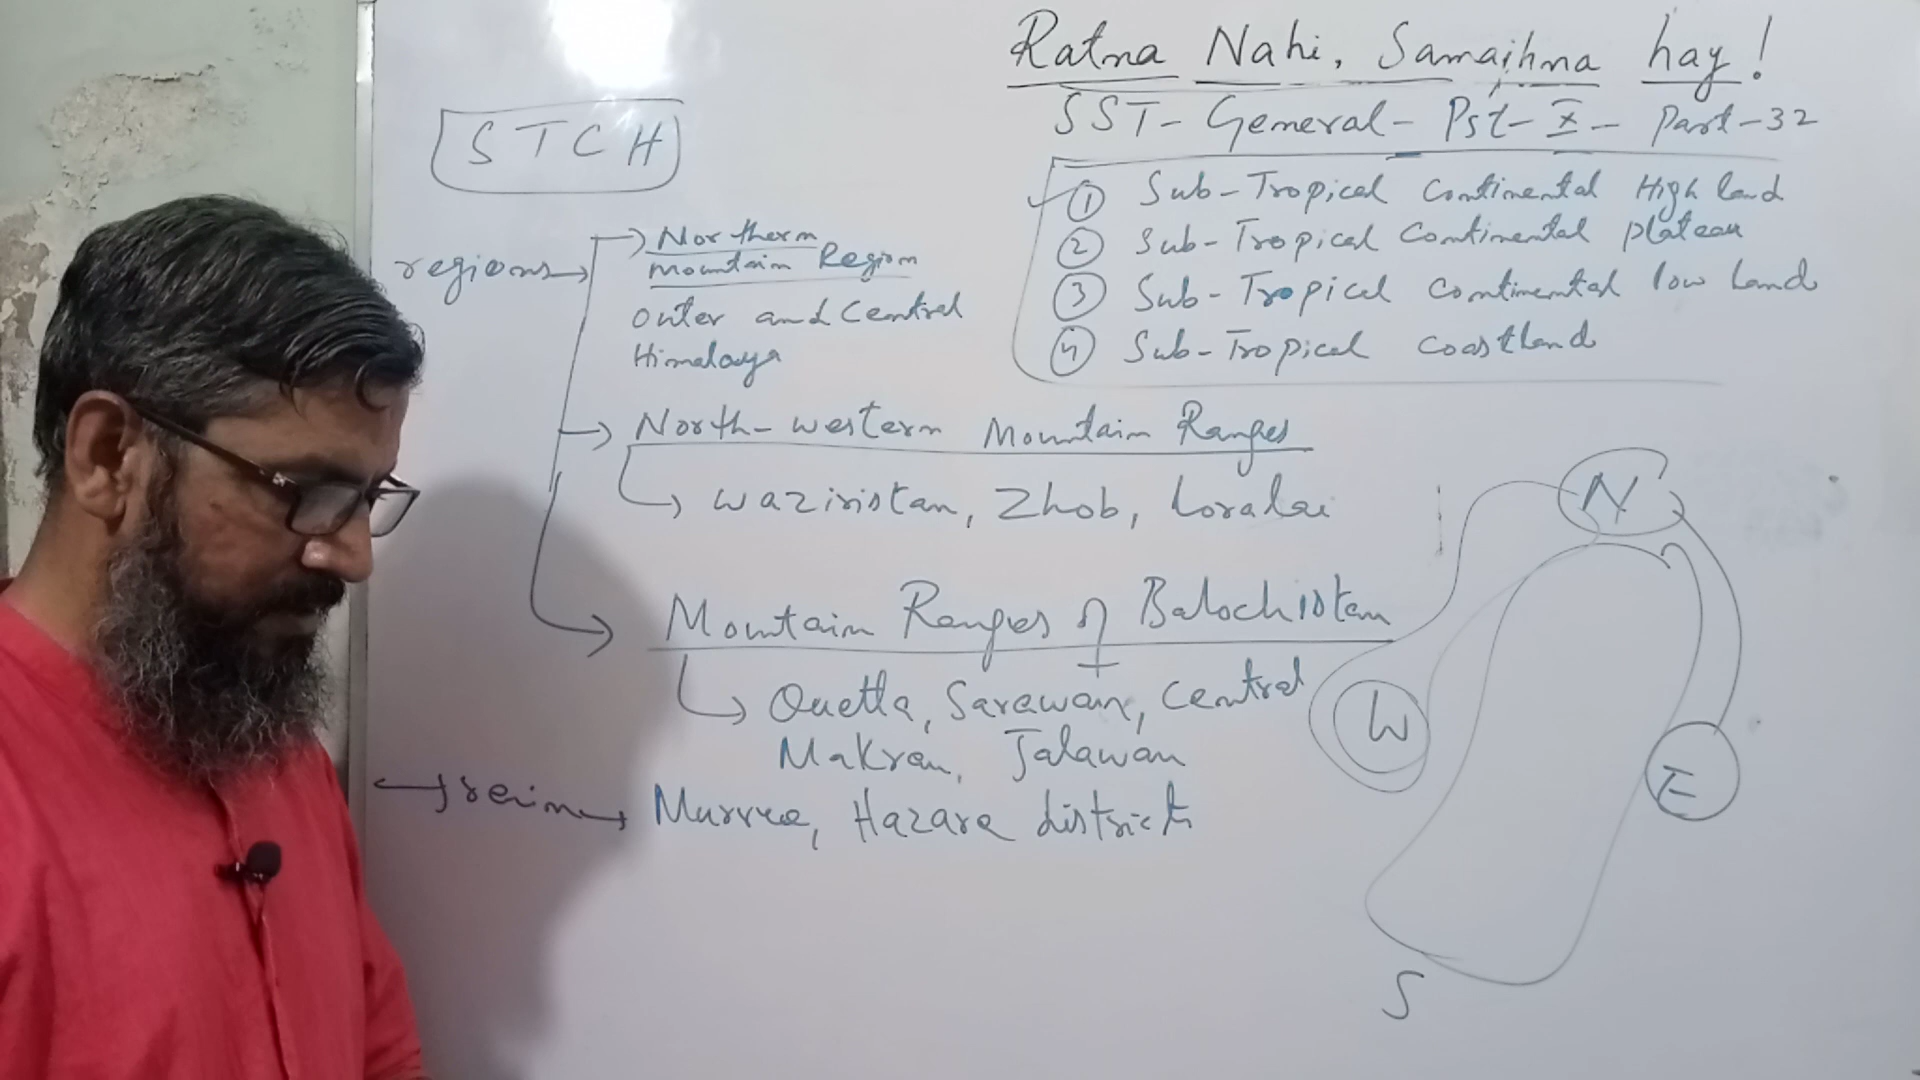 Ratna Nahi, Samajhna hay!
SST- General- Pst- X- Part-32
STCH
① Sub-Tropical Continental High land
② Sub-Tropical Continental plateau
③ Sub-Tropical Continental low land
④ Sub-Tropical coastland
regions
Northern
mountain Region
outer and Central
Himalaya
North-western Mountain Ranges
waziristan, Zhob, Loralai
Mountain Ranges of Balochistan
Quetta, Sarawan, Central
Makran, Jalawan
Murree, Hazara districts
N
W
E
S